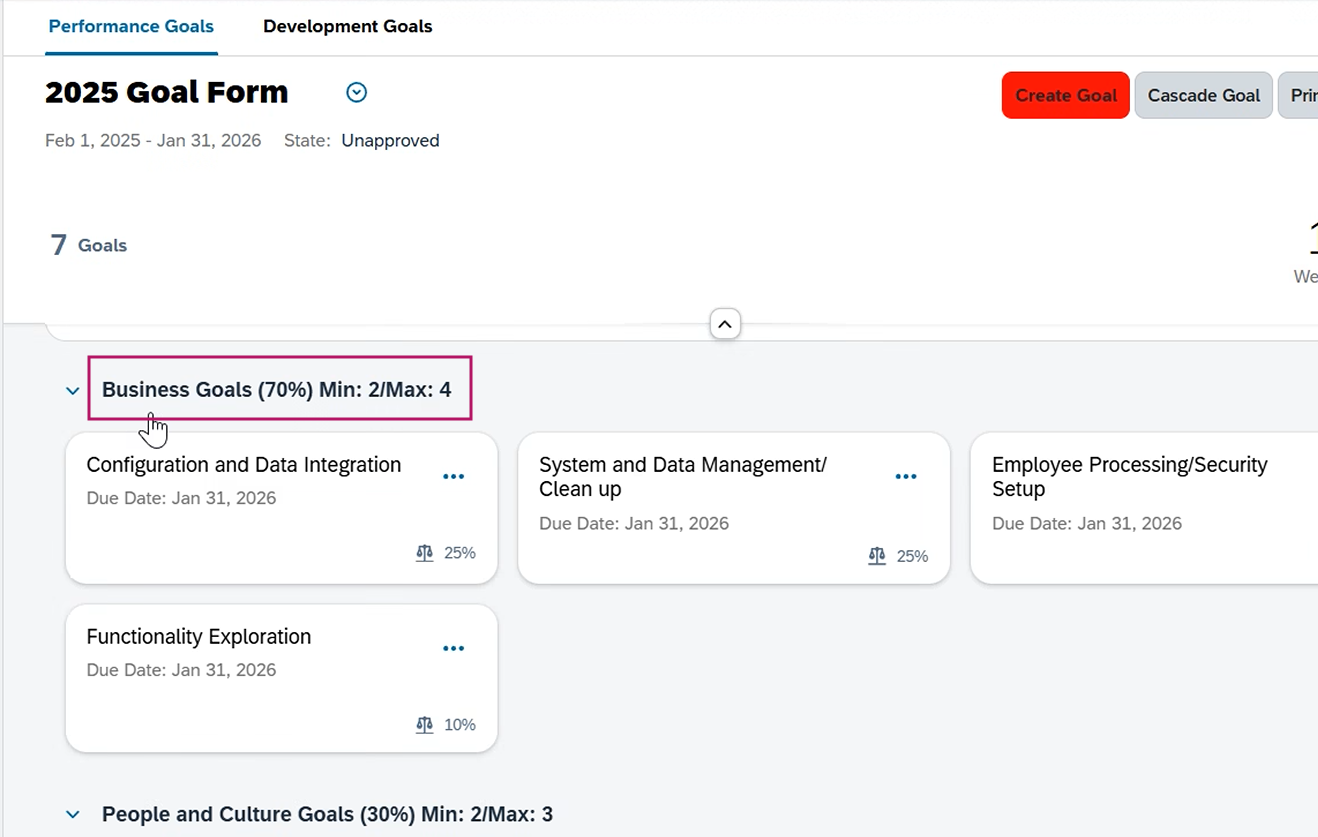 Performance Goals
Development Goals
2025 Goal Form
Create Goal
Cascade Goal
Feb 1, 2025 - Jan 31, 2026
State: Unapproved
7 Goals
Business Goals (70%) Min: 2/Max: 4
Configuration and Data Integration
Due Date: Jan 31, 2026
25%
System and Data Management/
Clean up
Due Date: Jan 31, 2026
25%
Employee Processing/Security
Setup
Due Date: Jan 31, 2026
Functionality Exploration
Due Date: Jan 31, 2026
10%
People and Culture Goals (30%) Min: 2/Max: 3